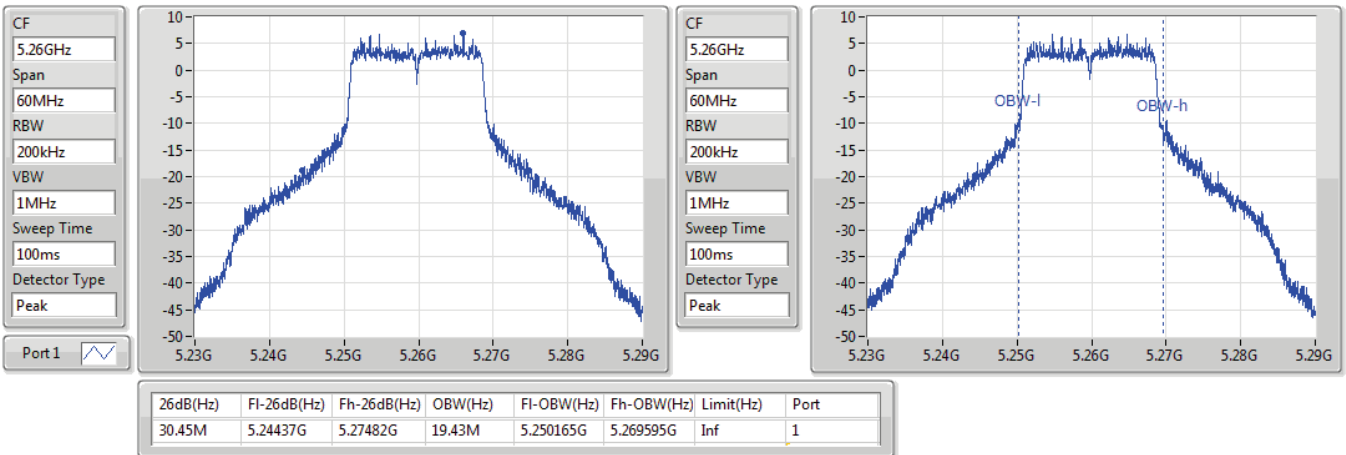 CF
5.26GHz
Span
60MHz
RBW
200kHz
VBW
1MHz
Sweep Time
100ms
Detector Type
Peak
Port 1
10
5
0
-5
-10
-15
-20
-25
-30
-35
-40
-45
-50
5.23G 5.24G 5.25G 5.26G 5.27G 5.28G 5.29G
CF
5.26GHz
Span
60MHz
RBW
200kHz
VBW
1MHz
Sweep Time
100ms
Detector Type
Peak
10
5
0
-5
-10
-15
-20
-25
-30
-35
-40
-45
-50
OBW-l OBW-h
5.23G 5.24G 5.25G 5.26G 5.27G 5.28G 5.29G
26dB(Hz) Fl-26dB(Hz) Fh-26dB(Hz) OBW(Hz) Fl-OBW(Hz) Fh-OBW(Hz) Limit(Hz) Port
30.45M 5.24437G 5.27482G 19.43M 5.250165G 5.269595G Inf 1